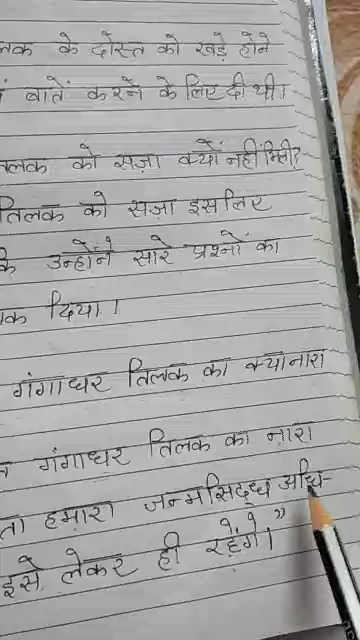 के दोस्त को खड़े होने
बातें करने के लिए दी थी।
तिलक को सज़ा क्यों नहीं मिली?
तिलक को सज़ा इसलिए
उन्होंने सारे प्रश्नों का
दिया।
गंगाधर तिलक का क्या नारा
गंगाधर तिलक का नारा
हमारा जन्मसिद्ध अधि-
इसे लेकर ही रहेंगे।”